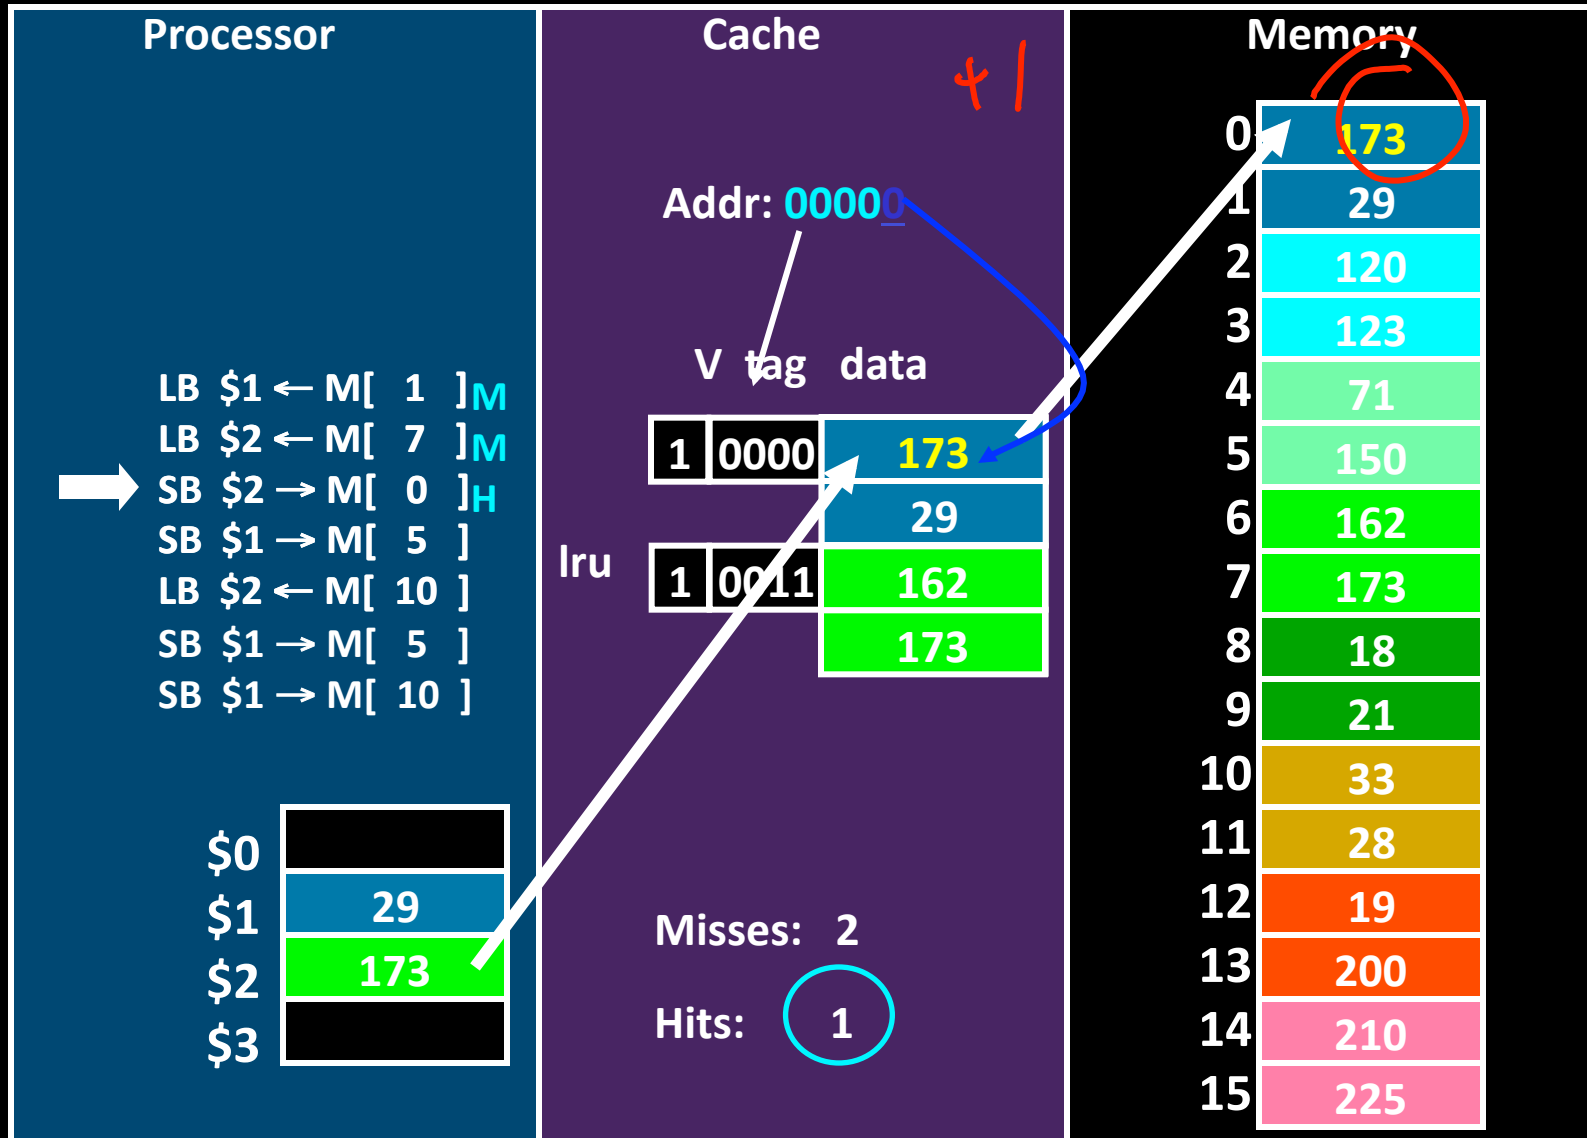 Processor
LB $1 ← M[ 1 ] M
LB $2 ← M[ 7 ] M
SB $2 → M[ 0 ] H
SB $1 → M[ 5 ]
LB $2 ← M[ 10 ]
SB $1 → M[ 5 ]
SB $1 → M[ 10 ]
$0
$1 29
$2 173
$3
Cache
Addr: 00000
V tag data
1 0000 173
29
lru 1 0011 162
173
Misses: 2
Hits: 1
Memory
0 173
1 29
2 120
3 123
4 71
5 150
6 162
7 173
8 18
9 21
10 33
11 28
12 19
13 200
14 210
15 225